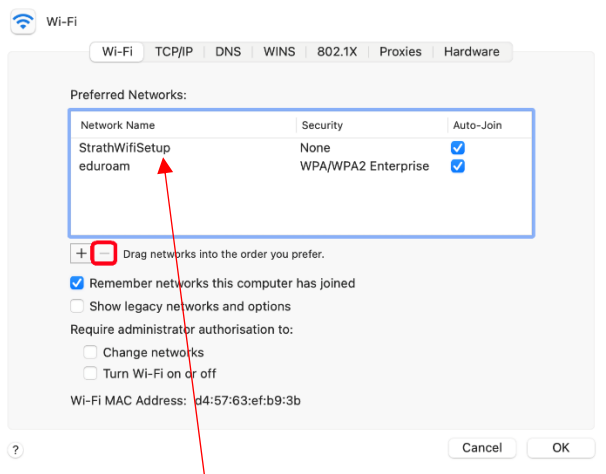 Wi-Fi
Wi-Fi TCP/IP DNS WINS 802.1X Proxies Hardware
Preferred Networks:
Network Name Security Auto-Join
StrathWifiSetup None
eduroam WPA/WPA2 Enterprise
+ − Drag networks into the order you prefer.
Remember networks this computer has joined
Show legacy networks and options
Require administrator authorisation to:
Change networks
Turn Wi-Fi on or off
Wi-Fi MAC Address: d4:57:63:ef:b9:3b
? Cancel OK